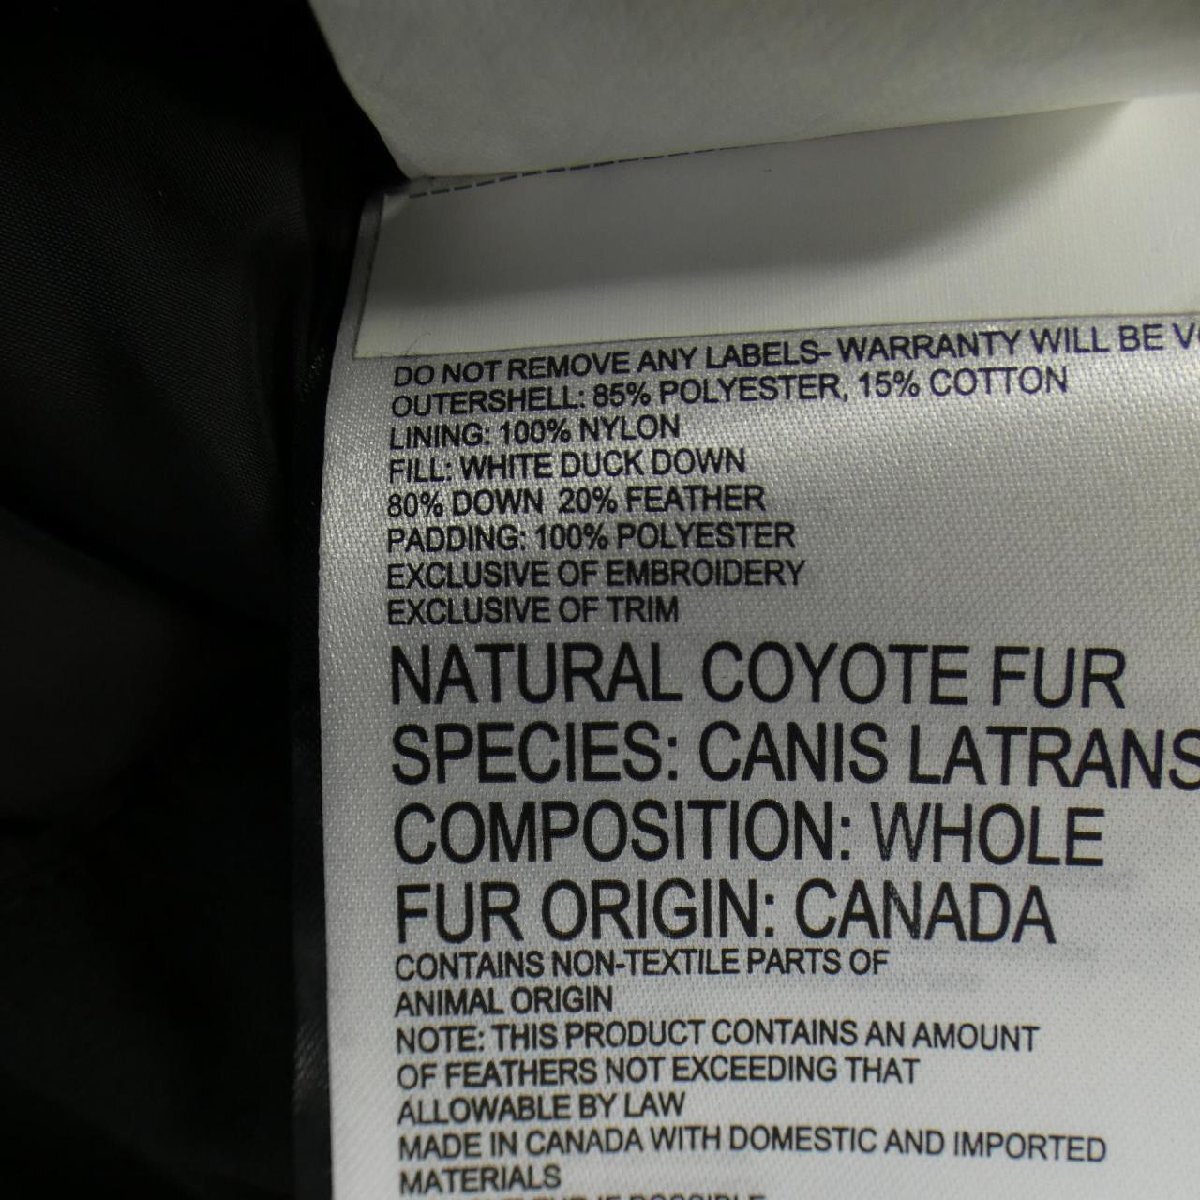 DO NOT REMOVE ANY LABELS- WARRANTY WILL BE
OUTERSHELL: 85% POLYESTER, 15% COTTON
LINING: 100% NYLON
FILL: WHITE DUCK DOWN
80% DOWN 20% FEATHER
PADDING: 100% POLYESTER
EXCLUSIVE OF EMBROIDERY
EXCLUSIVE OF TRIM
NATURAL COYOTE FUR
SPECIES: CANIS LATRANS
COMPOSITION: WHOLE
FUR ORIGIN: CANADA
CONTAINS NON-TEXTILE PARTS OF
ANIMAL ORIGIN
NOTE: THIS PRODUCT CONTAINS AN AMOUNT
OF FEATHERS NOT EXCEEDING THAT
ALLOWABLE BY LAW
MADE IN CANADA WITH DOMESTIC AND IMPORTED
MATERIALS